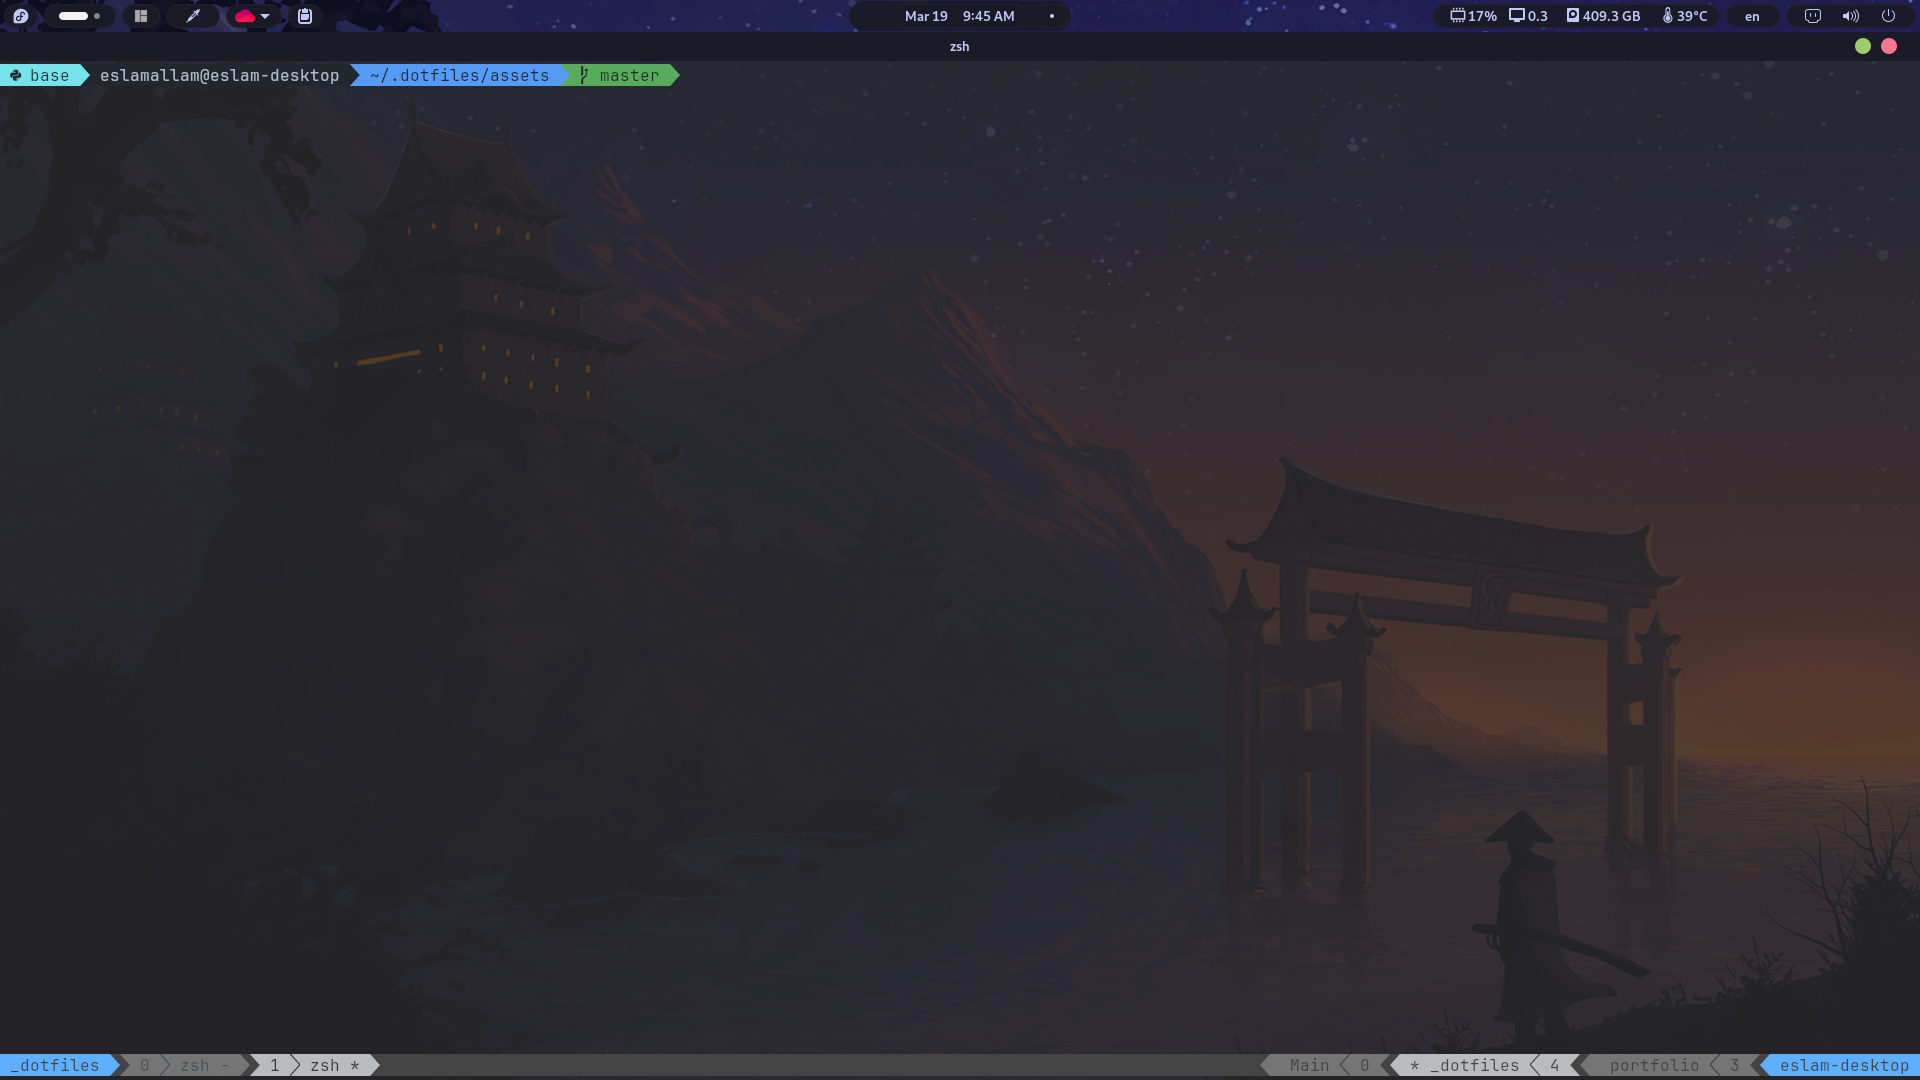 Mar 19 9:45 AM 17% 0.3 409.3 GB 39°C en
zsh
base eslamallam@eslam-desktop ~/.dotfiles/assets master
_dotfiles 0 zsh - 1 zsh * Main 0 * _dotfiles 4 portfolio 3 eslam-desktop